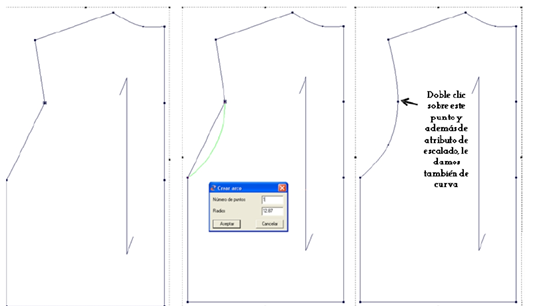 Crear arco
Número de puntos
1
Radio
12.97
Aceptar
Cancelar
Doble clic
sobre este
punto y
además de
atributo de
escalado, le
damos
también de
curva